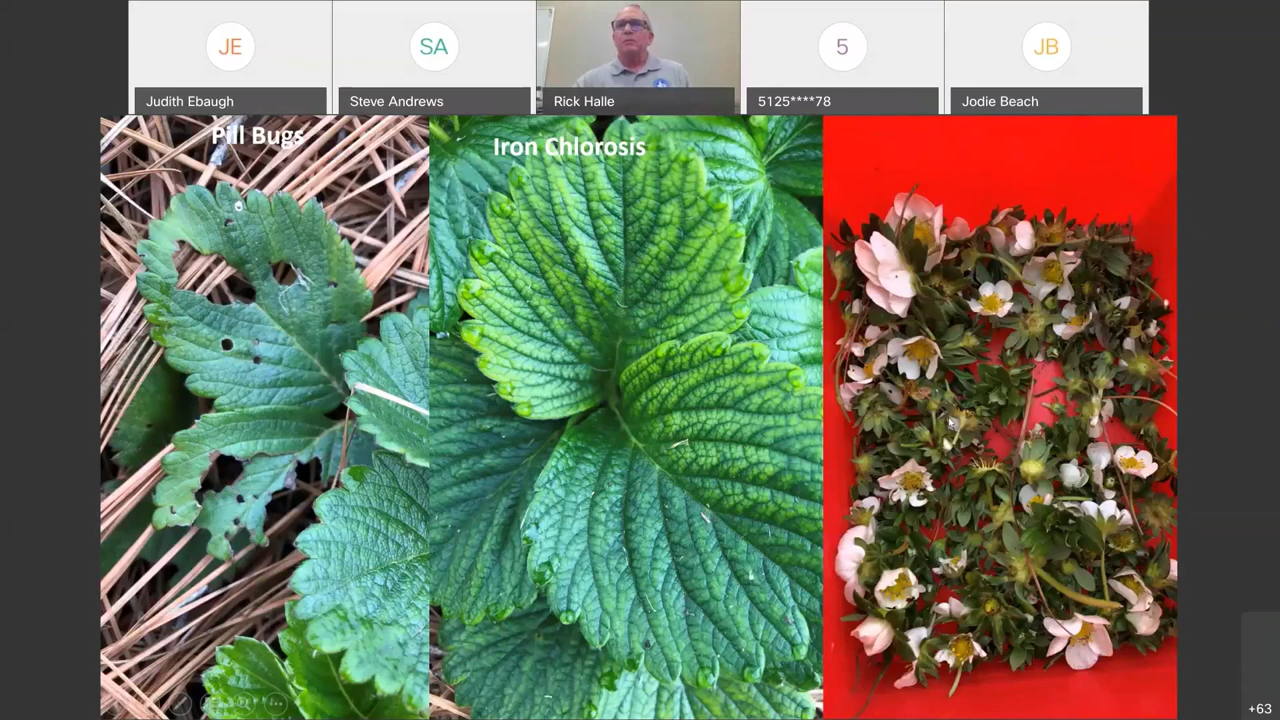 JE
SA
5
JB
Judith Ebaugh
Steve Andrews
Rick Halle
5125****78
Jodie Beach
Pill Bugs
Iron Chlorosis
+63